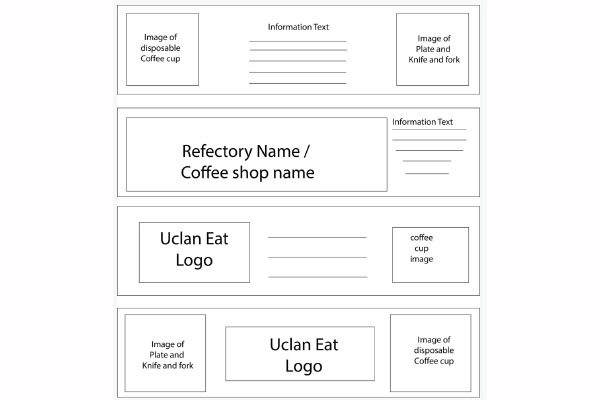 Image of
disposable
Coffee cup
Information Text
Image of
Plate and
Knife and fork
Refectory Name /
Coffee shop name
Information Text
Uclan Eat
Logo
coffee
cup
image
Image of
Plate and
Knife and fork
Uclan Eat
Logo
Image of
disposable
Coffee cup